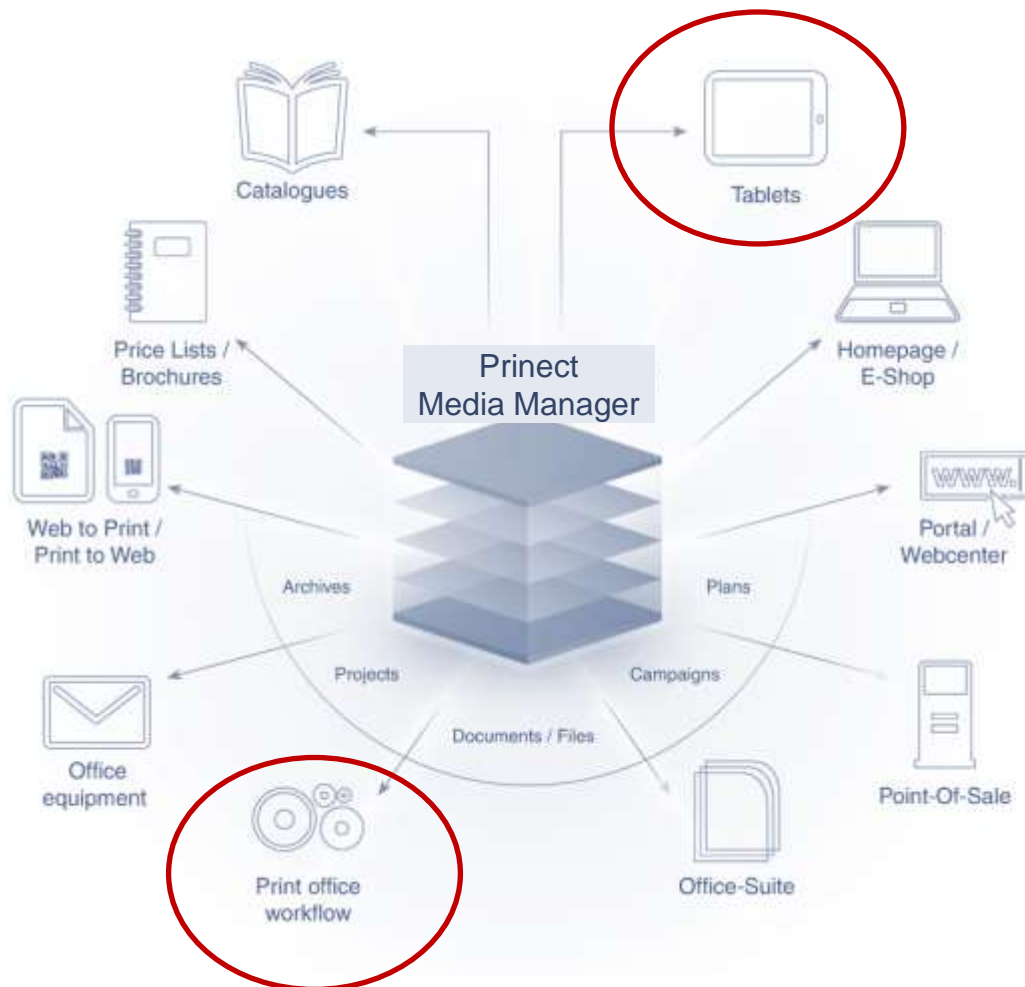 Catalogues
Tablets
Price Lists /
Brochures
Homepage /
E-Shop
Prinect
Media Manager
Web to Print /
Print to Web
www.
Portal /
Webcenter
Archives
Plans
Projects
Campaigns
Documents / Files
Office
equipment
Point-Of-Sale
Print office
workflow
Office-Suite